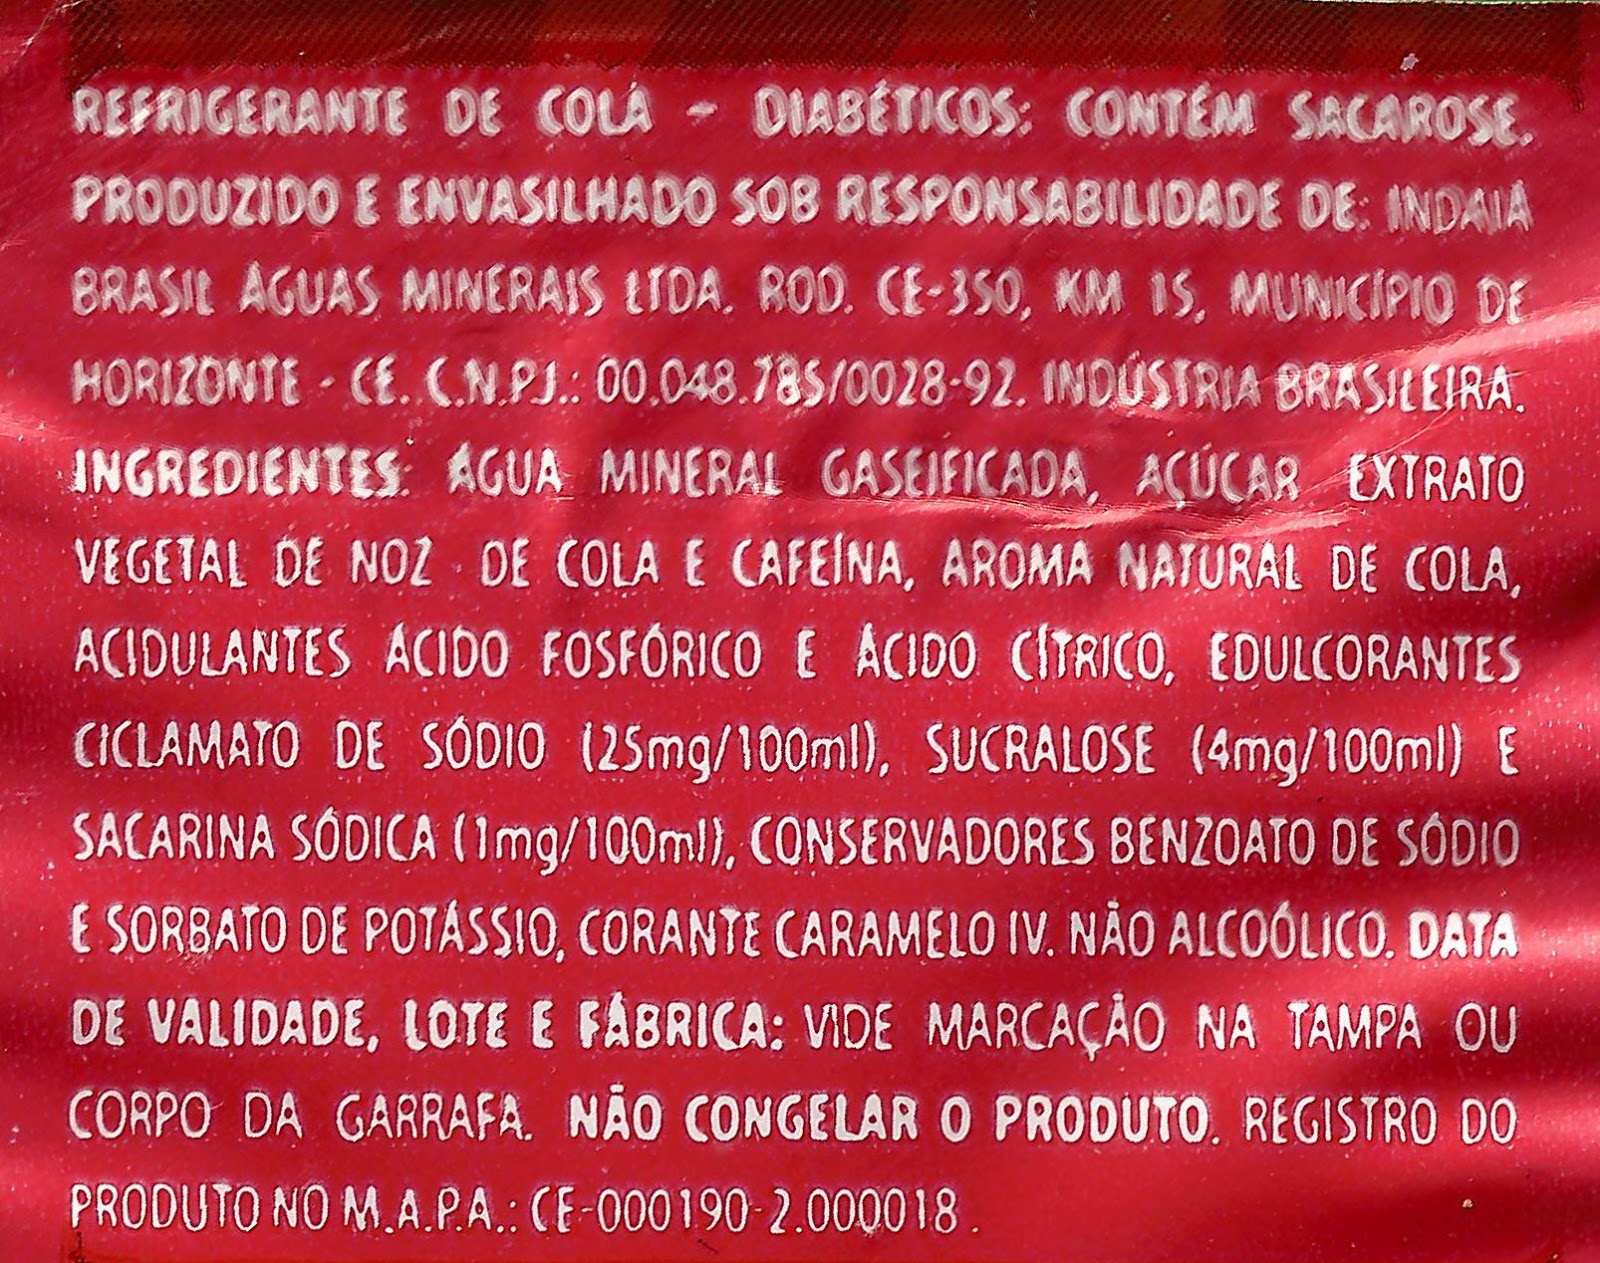 REFRIGERANTE DE COLA - DIABÉTICOS: CONTÉM SACAROSE.
PRODUZIDO E ENVASILHADO SOB RESPONSABILIDADE DE: INDAIÁ
BRASIL ÁGUAS MINERAIS LTDA. ROD. CE-350, KM 15, MUNICÍPIO DE
HORIZONTE - CE. C.N.P.J.: 00.048.785/0028-92. INDÚSTRIA BRASILEIRA.
INGREDIENTES: ÁGUA MINERAL GASEIFICADA, AÇÚCAR EXTRATO
VEGETAL DE NOZ DE COLA E CAFEÍNA, AROMA NATURAL DE COLA,
ACIDULANTES ÁCIDO FOSFÓRICO E ÁCIDO CÍTRICO, EDULCORANTES
CICLAMATO DE SÓDIO (25mg/100ml), SUCRALOSE (4mg/100ml) E
SACARINA SÓDICA (1mg/100ml), CONSERVADORES BENZOATO DE SÓDIO
E SORBATO DE POTÁSSIO, CORANTE CARAMELO IV. NÃO ALCOÓLICO. DATA
DE VALIDADE, LOTE E FÁBRICA: VIDE MARCAÇÃO NA TAMPA OU
CORPO DA GARRAFA. NÃO CONGELAR O PRODUTO. REGISTRO DO
PRODUTO NO M.A.P.A.: CE-000190-2.000018.